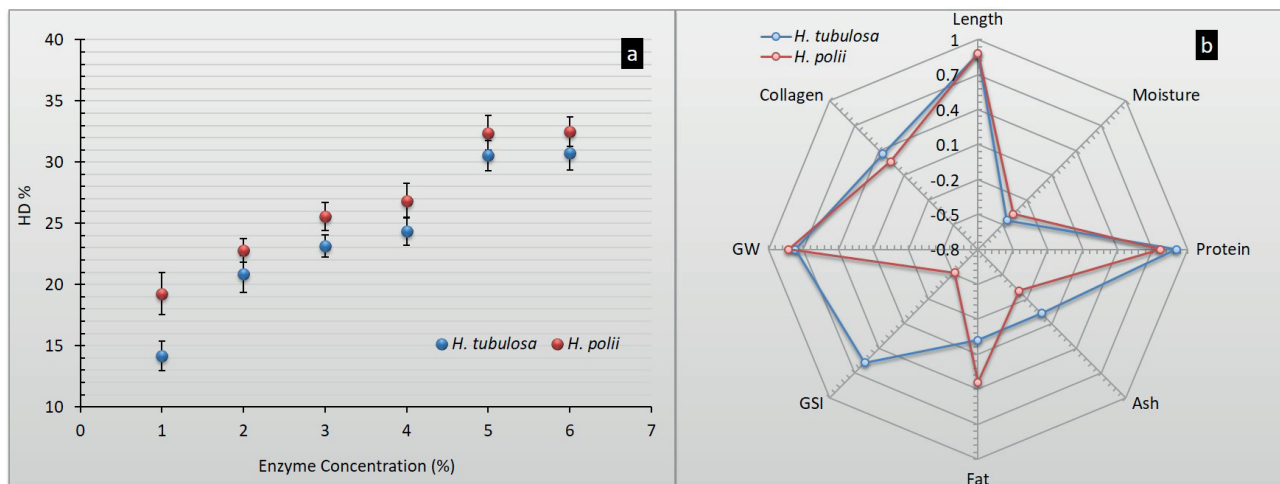 a
40
35
30
25
20
15
10
HD %
0
1
2
3
4
5
6
7
Enzyme Concentration (%)
H. tubulosa
H. polii
b
H. tubulosa
H. polii
Length
Moisture
Protein
Ash
Fat
GSI
GW
Collagen
1
0.7
0.4
0.1
-0.2
-0.5
-0.8